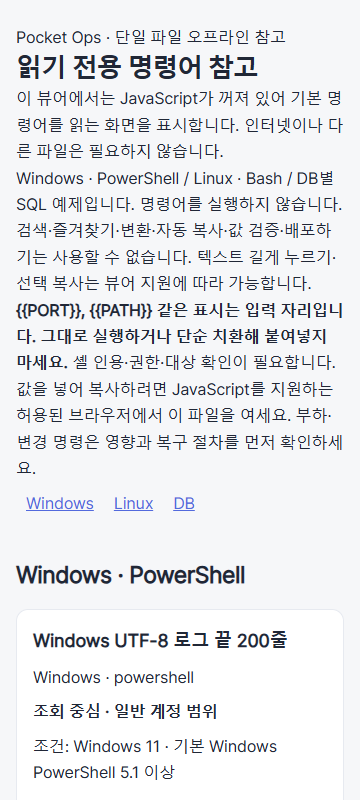 Pocket Ops · 단일 파일 오프라인 참고
읽기 전용 명령어 참고
이 뷰어에서는 JavaScript가 꺼져 있어 기본 명
령어를 읽는 화면을 표시합니다. 인터넷이나 다
른 파일은 필요하지 않습니다.
Windows · PowerShell / Linux · Bash / DB별
SQL 예제입니다. 명령어를 실행하지 않습니다.
검색·즐겨찾기·변환·자동 복사·값 검증·배포하
기는 사용할 수 없습니다. 텍스트 길게 누르기·
선택 복사는 뷰어 지원에 따라 가능합니다.
{{PORT}}, {{PATH}} 같은 표시는 입력 자리입니
다. 그대로 실행하거나 단순 치환해 붙여넣지
마세요. 셸 인용·권한·대상 확인이 필요합니다.
값을 넣어 복사하려면 JavaScript를 지원하는
허용된 브라우저에서 이 파일을 여세요. 부하·
변경 명령은 영향과 복구 절차를 먼저 확인하세
요.
Windows Linux DB
Windows · PowerShell
Windows UTF-8 로그 끝 200줄
Windows · powershell
조회 중심 · 일반 계정 범위
조건: Windows 11 · 기본 Windows
PowerShell 5.1 이상